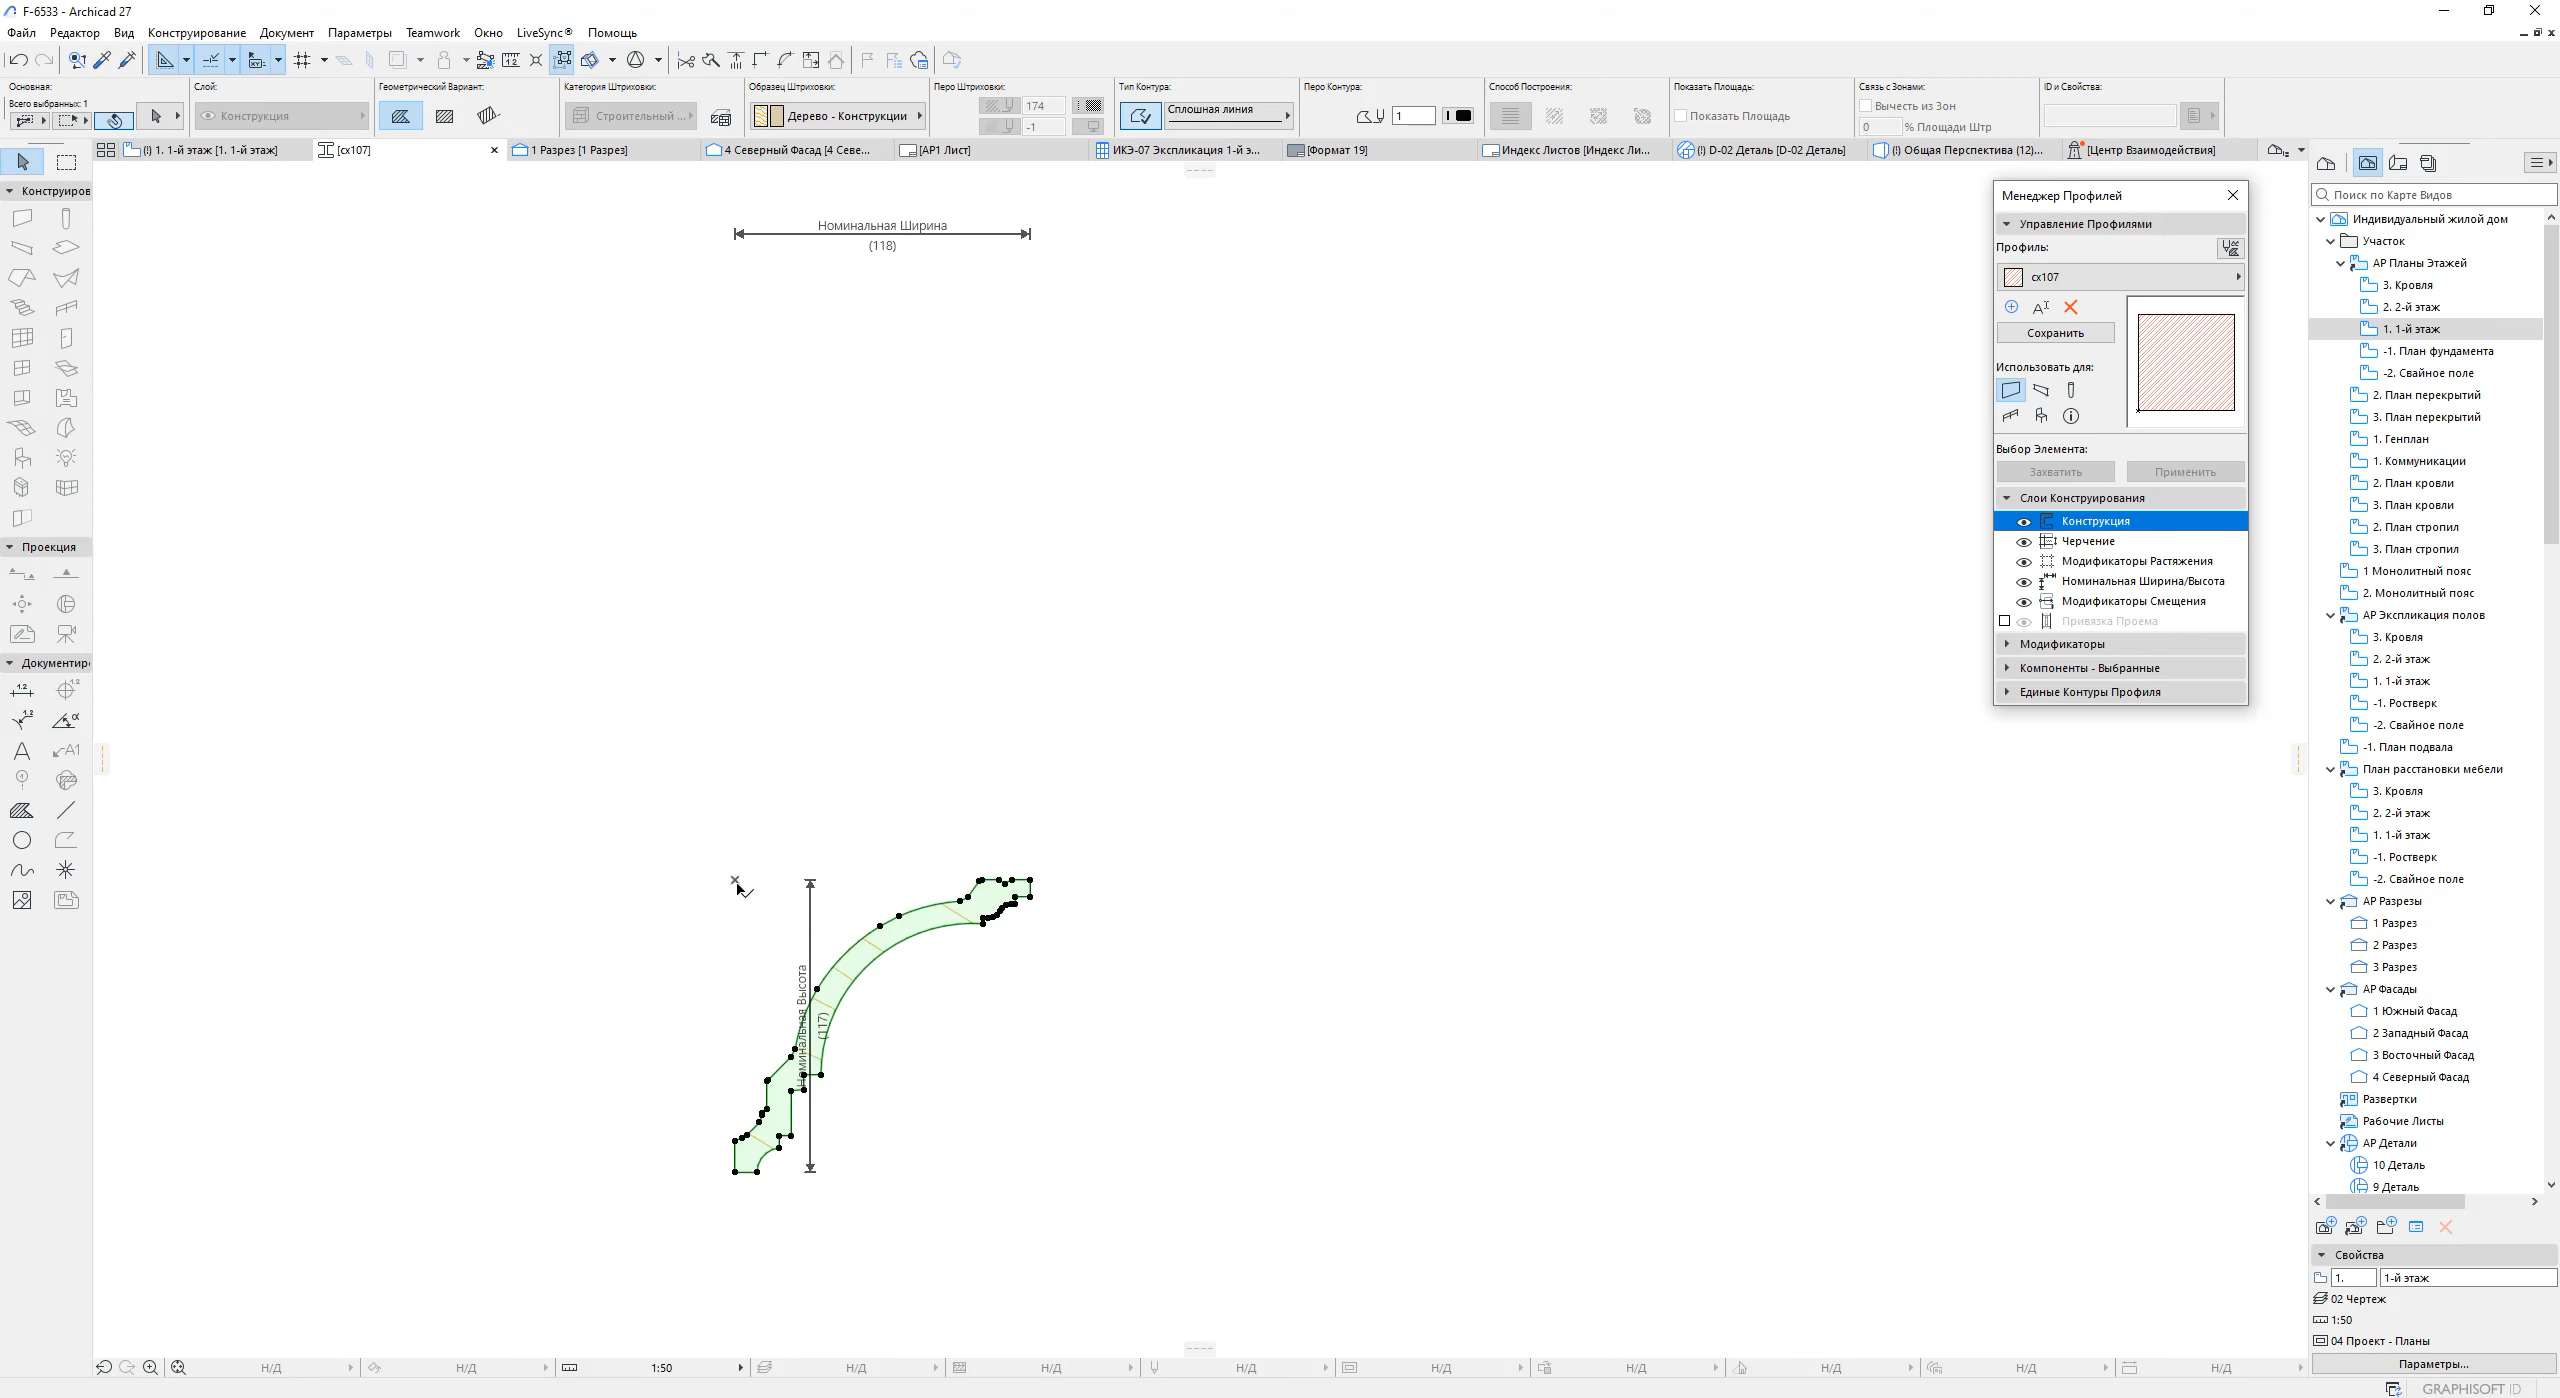 F-6533 - Archicad 27
Файл Редактор Вид Конструирование Документ Параметры Teamwork Окно LiveSync® Помощь
Основная:
Всего выбранных: 1
Слой:
Конструкция
Геометрический Вариант:
Категория Штриховки:
Строительный ...
Образец Штриховки:
Дерево - Конструкции
Перо Штриховки:
174
-1
Тип Контура:
Сплошная линия
Перо Контура:
1
Способ Построения:
Показать Площадь:
Показать Площадь
Связь с Зонами:
Вычесть из Зон
0 % Площади Штр
ID и Свойства:
(!) 1. 1-й этаж [1. 1-й этаж]
[сх107]
1 Разрез [1 Разрез]
4 Северный Фасад [4 Севе...
[АР1 Лист]
ИКЭ-07 Экспликация 1-й э...
[Формат 19]
Индекс Листов [Индекс Ли...
(!) D-02 Деталь [D-02 Деталь]
(!) Общая Перспектива (12)...
[Центр Взаимодействия]
Конструиров
Проекция
Документир
Номинальная Ширина
(118)
Номинальная Высота
(117)
Менеджер Профилей
Управление Профилями
Профиль:
сх107
Сохранить
Использовать для:
Выбор Элемента:
Захватить
Применить
Слои Конструирования
Конструкция
Черчение
Модификаторы Растяжения
Номинальная Ширина/Высота
Модификаторы Смещения
Привязка Проема
Модификаторы
Компоненты - Выбранные
Единые Контуры Профиля
Поиск по Карте Видов
Индивидуальный жилой дом
Участок
АР Планы Этажей
3. Кровля
2. 2-й этаж
1. 1-й этаж
-1. План фундамента
-2. Свайное поле
2. План перекрытий
3. План перекрытий
1. Генплан
1. Коммуникации
2. План кровли
3. План кровли
2. План стропил
3. План стропил
1 Монолитный пояс
2. Монолитный пояс
АР Экспликация полов
3. Кровля
2. 2-й этаж
1. 1-й этаж
-1. Ростверк
-2. Свайное поле
-1. План подвала
План расстановки мебели
3. Кровля
2. 2-й этаж
1. 1-й этаж
-1. Ростверк
-2. Свайное поле
АР Разрезы
1 Разрез
2 Разрез
3 Разрез
АР Фасады
1 Южный Фасад
2 Западный Фасад
3 Восточный Фасад
4 Северный Фасад
Развертки
Рабочие Листы
АР Детали
10 Деталь
9 Деталь
Свойства
1. 1-й этаж
02 Чертеж
1:50
04 Проект - Планы
Параметры...
Н/Д Н/Д 1:50 Н/Д Н/Д Н/Д Н/Д Н/Д Н/Д Н/Д Н/Д
GRAPHISOFT ID